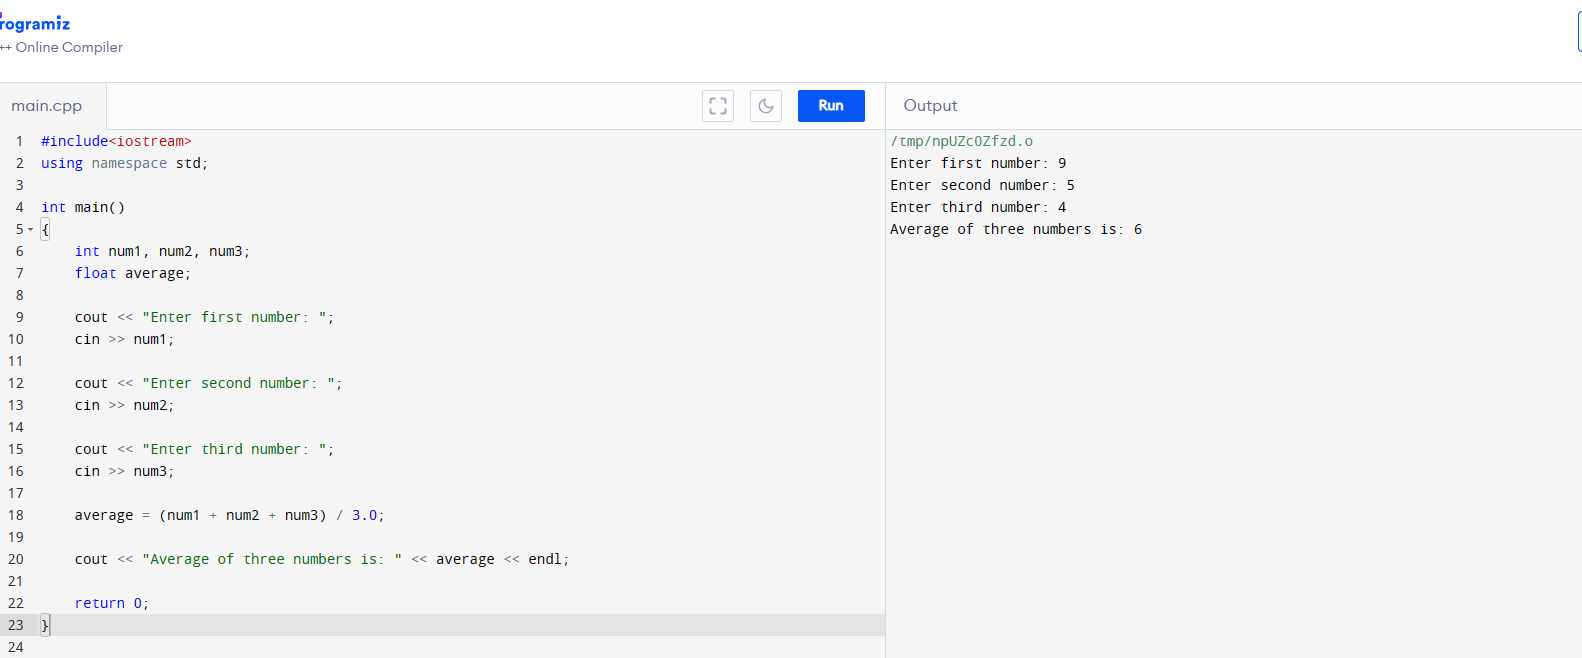 rogramiz
++ Online Compiler
main.cpp
Run
Output
1 #include<iostream>
2 using namespace std;
3
4 int main()
5 {
6 int num1, num2, num3;
7 float average;
8
9 cout << "Enter first number: ";
10 cin >> num1;
11
12 cout << "Enter second number: ";
13 cin >> num2;
14
15 cout << "Enter third number: ";
16 cin >> num3;
17
18 average = (num1 + num2 + num3) / 3.0;
19
20 cout << "Average of three numbers is: " << average << endl;
21
22 return 0;
23 }
24
/tmp/npUZcOZfzd.o
Enter first number: 9
Enter second number: 5
Enter third number: 4
Average of three numbers is: 6